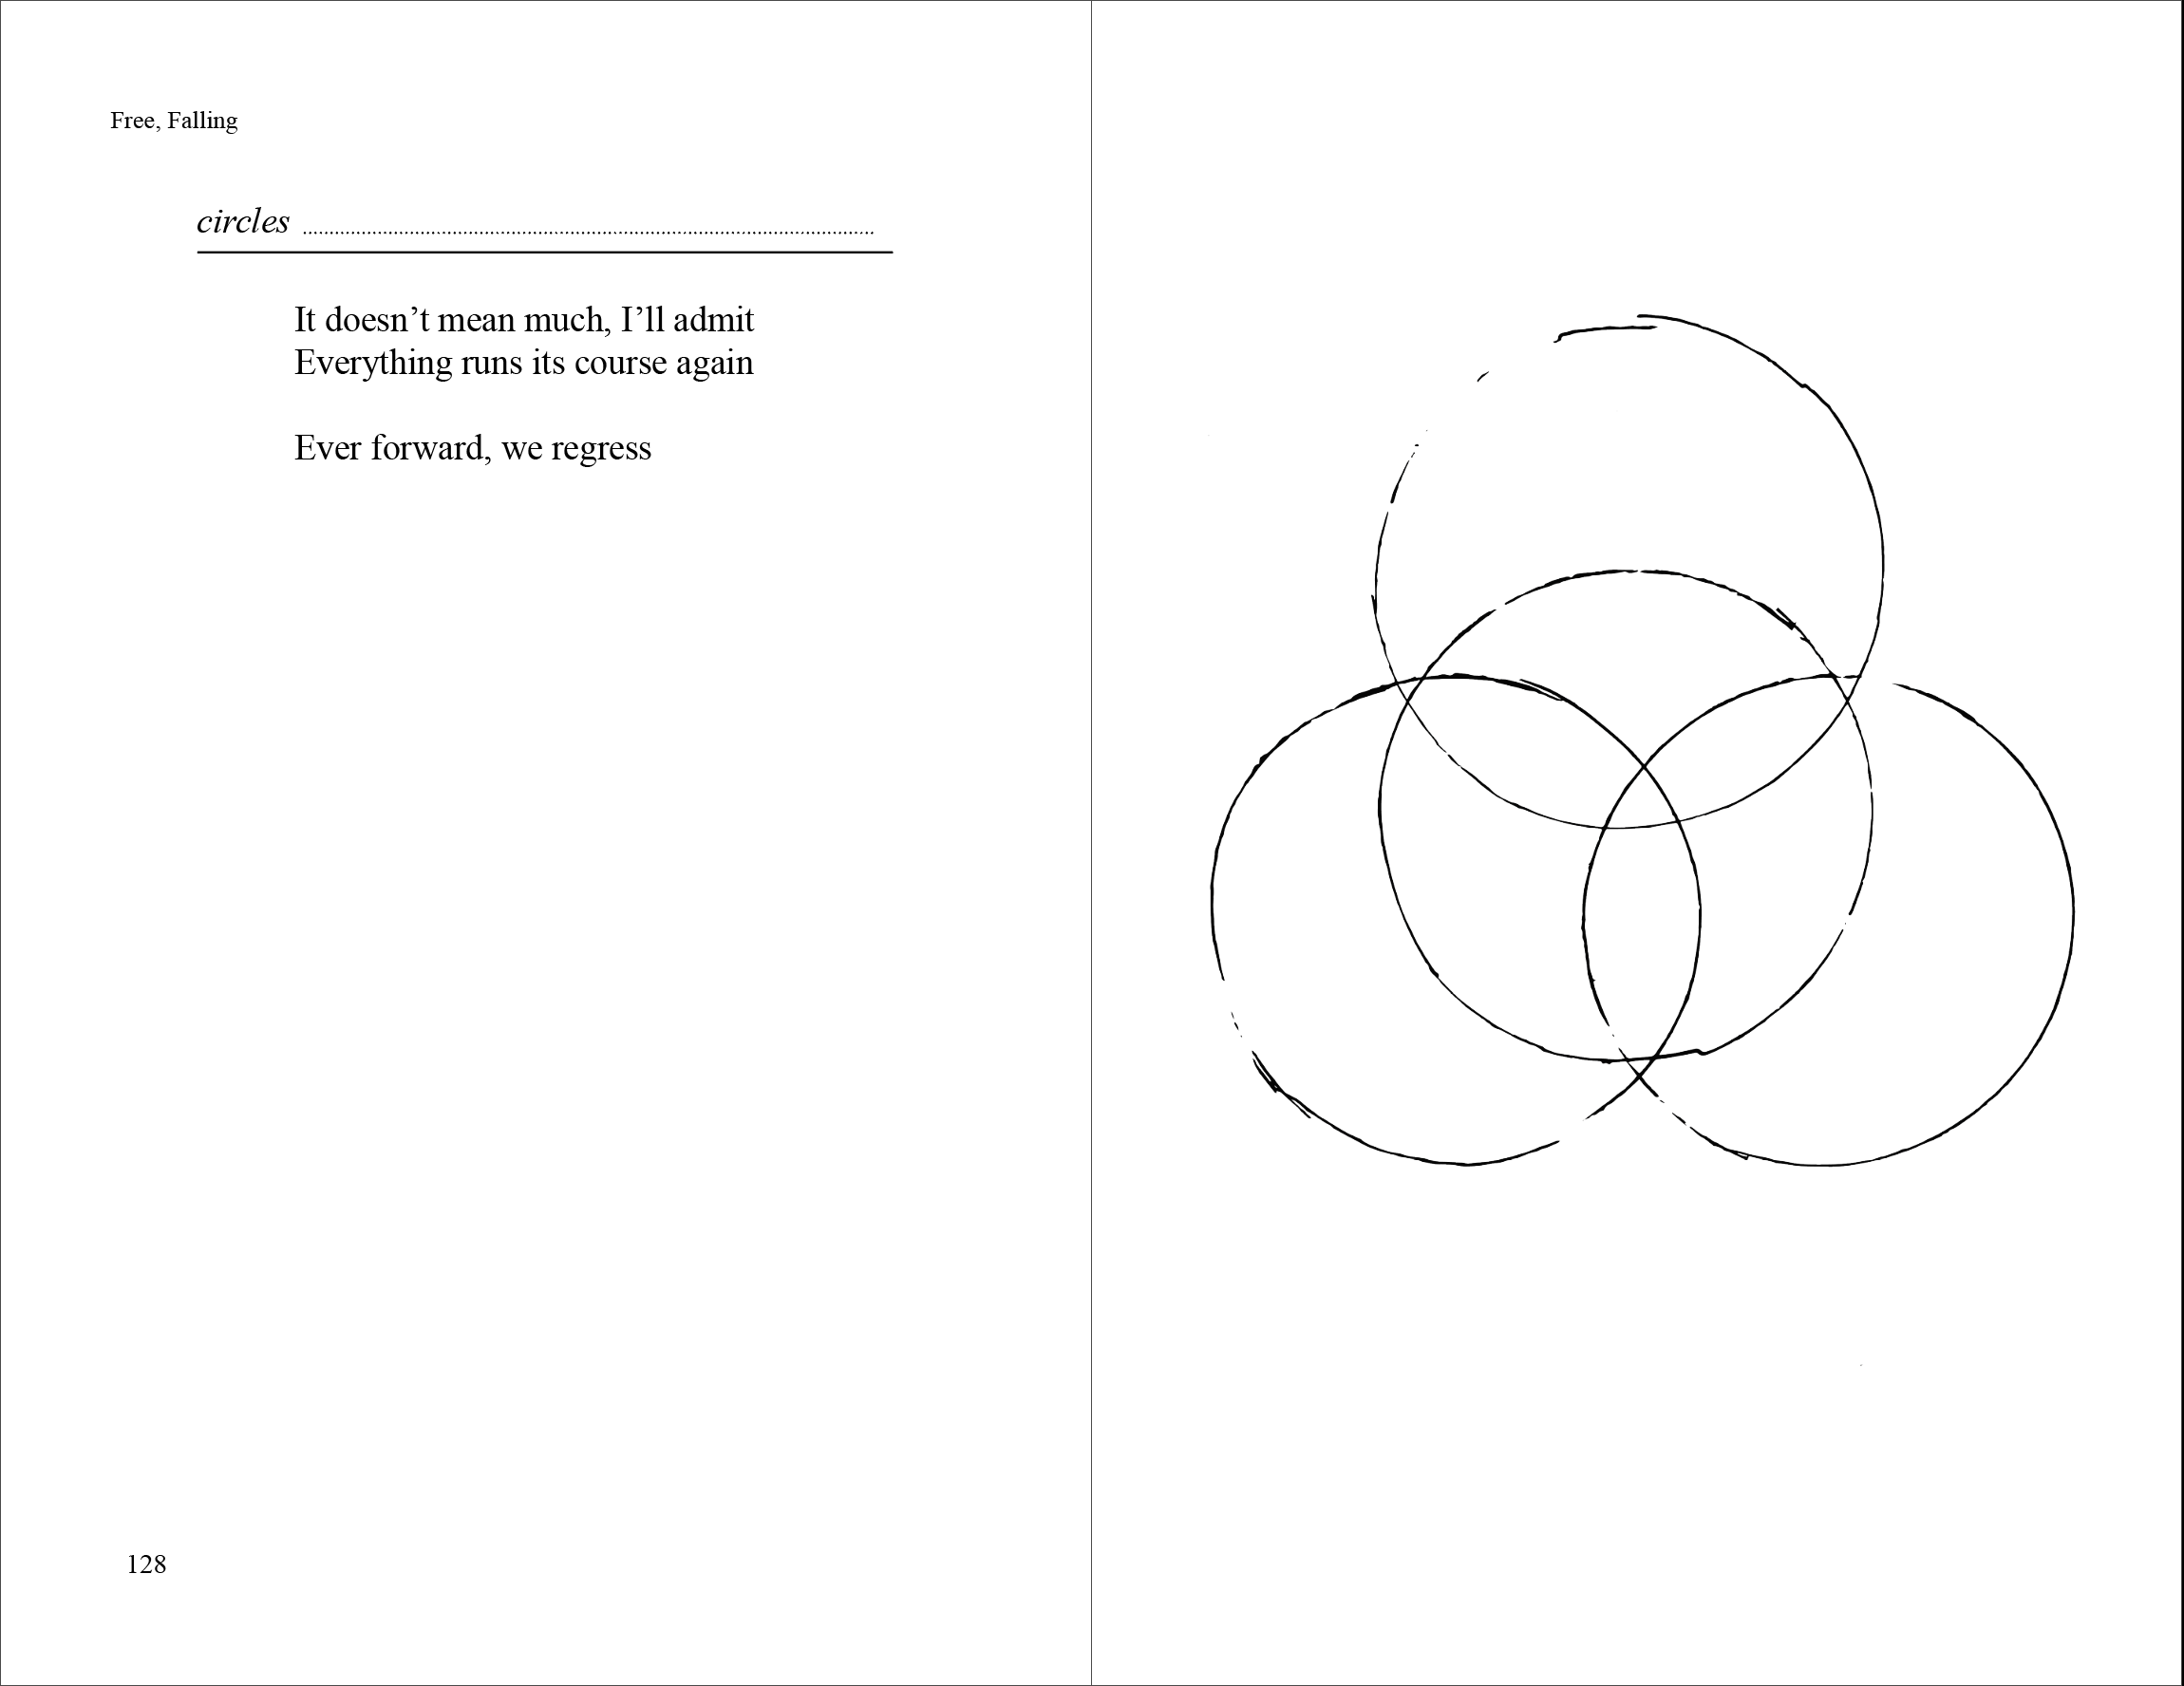 Free, Falling
circles ................................................................................
It doesn’t mean much, I’ll admit
Everything runs its course again
Ever forward, we regress
128